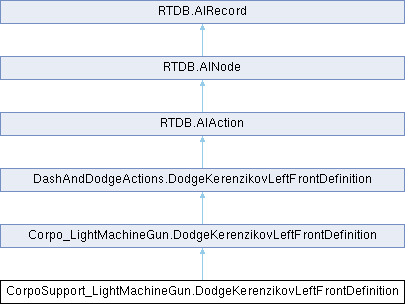 RTDB.AIRecord
RTDB.AINode
RTDB.AIAction
DashAndDodgeActions.DodgeKerenzikovLeftFrontDefinition
Corpo_LightMachineGun.DodgeKerenzikovLeftFrontDefinition
CorpoSupport_LightMachineGun.DodgeKerenzikovLeftFrontDefinition